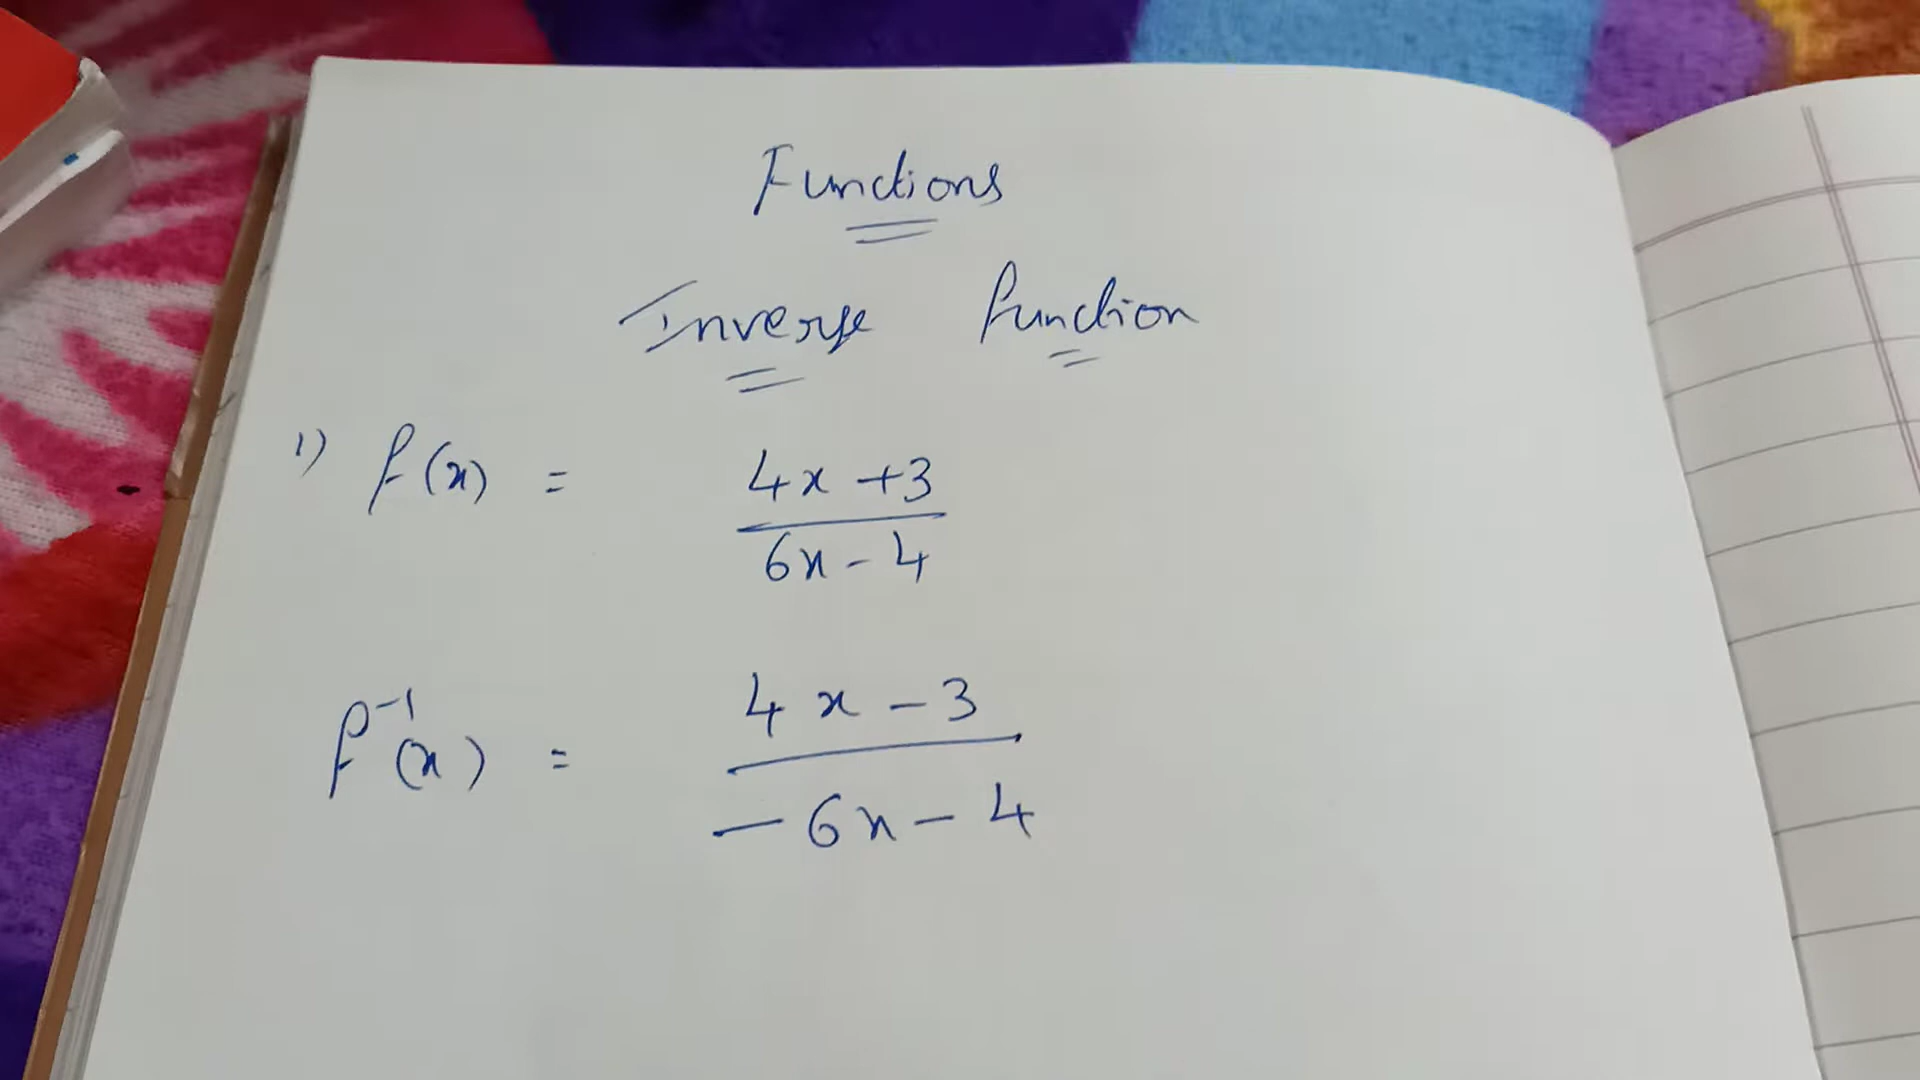 Functions
Inverse function
1) f(x) = 4x + 3 / 6x - 4
f⁻¹(x) = 4x - 3 / - 6x - 4